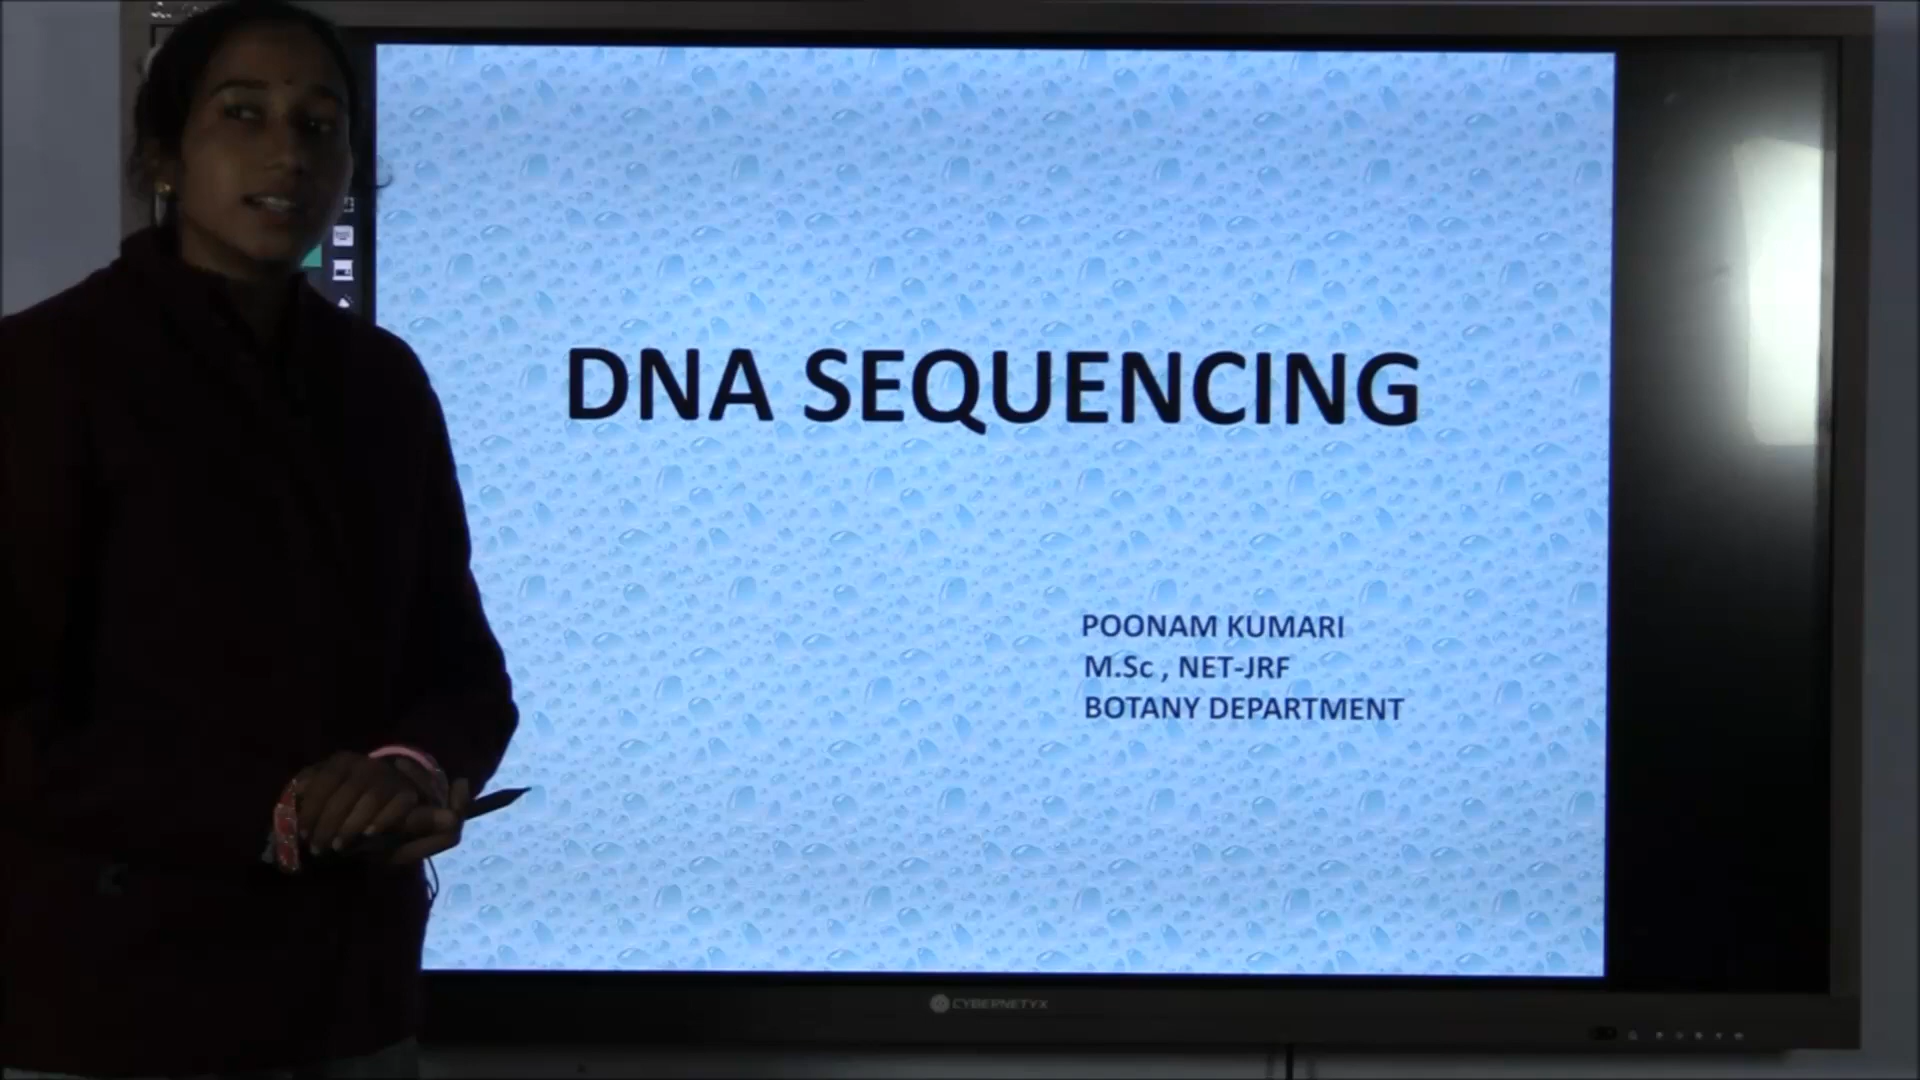 DNA SEQUENCING
POONAM KUMARI
M.Sc , NET-JRF
BOTANY DEPARTMENT
CYBERNETYX